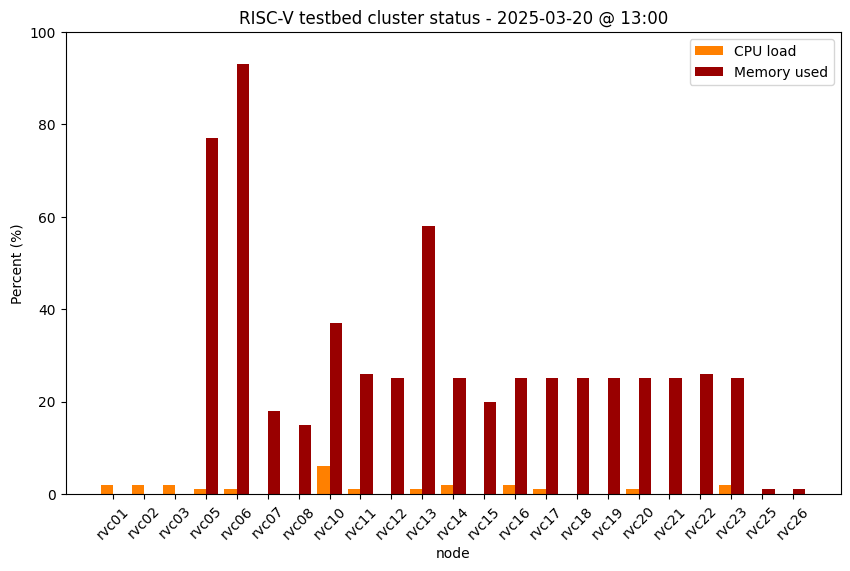 RISC-V testbed cluster status - 2025-03-20 @ 13:00
CPU load
Memory used
Percent (%)
100
80
60
40
20
0
rvc01 rvc02 rvc03 rvc05 rvc06 rvc07 rvc08 rvc10 rvc11 rvc12 rvc13 rvc14 rvc15 rvc16 rvc17 rvc18 rvc19 rvc20 rvc21 rvc22 rvc23 rvc25 rvc26
node